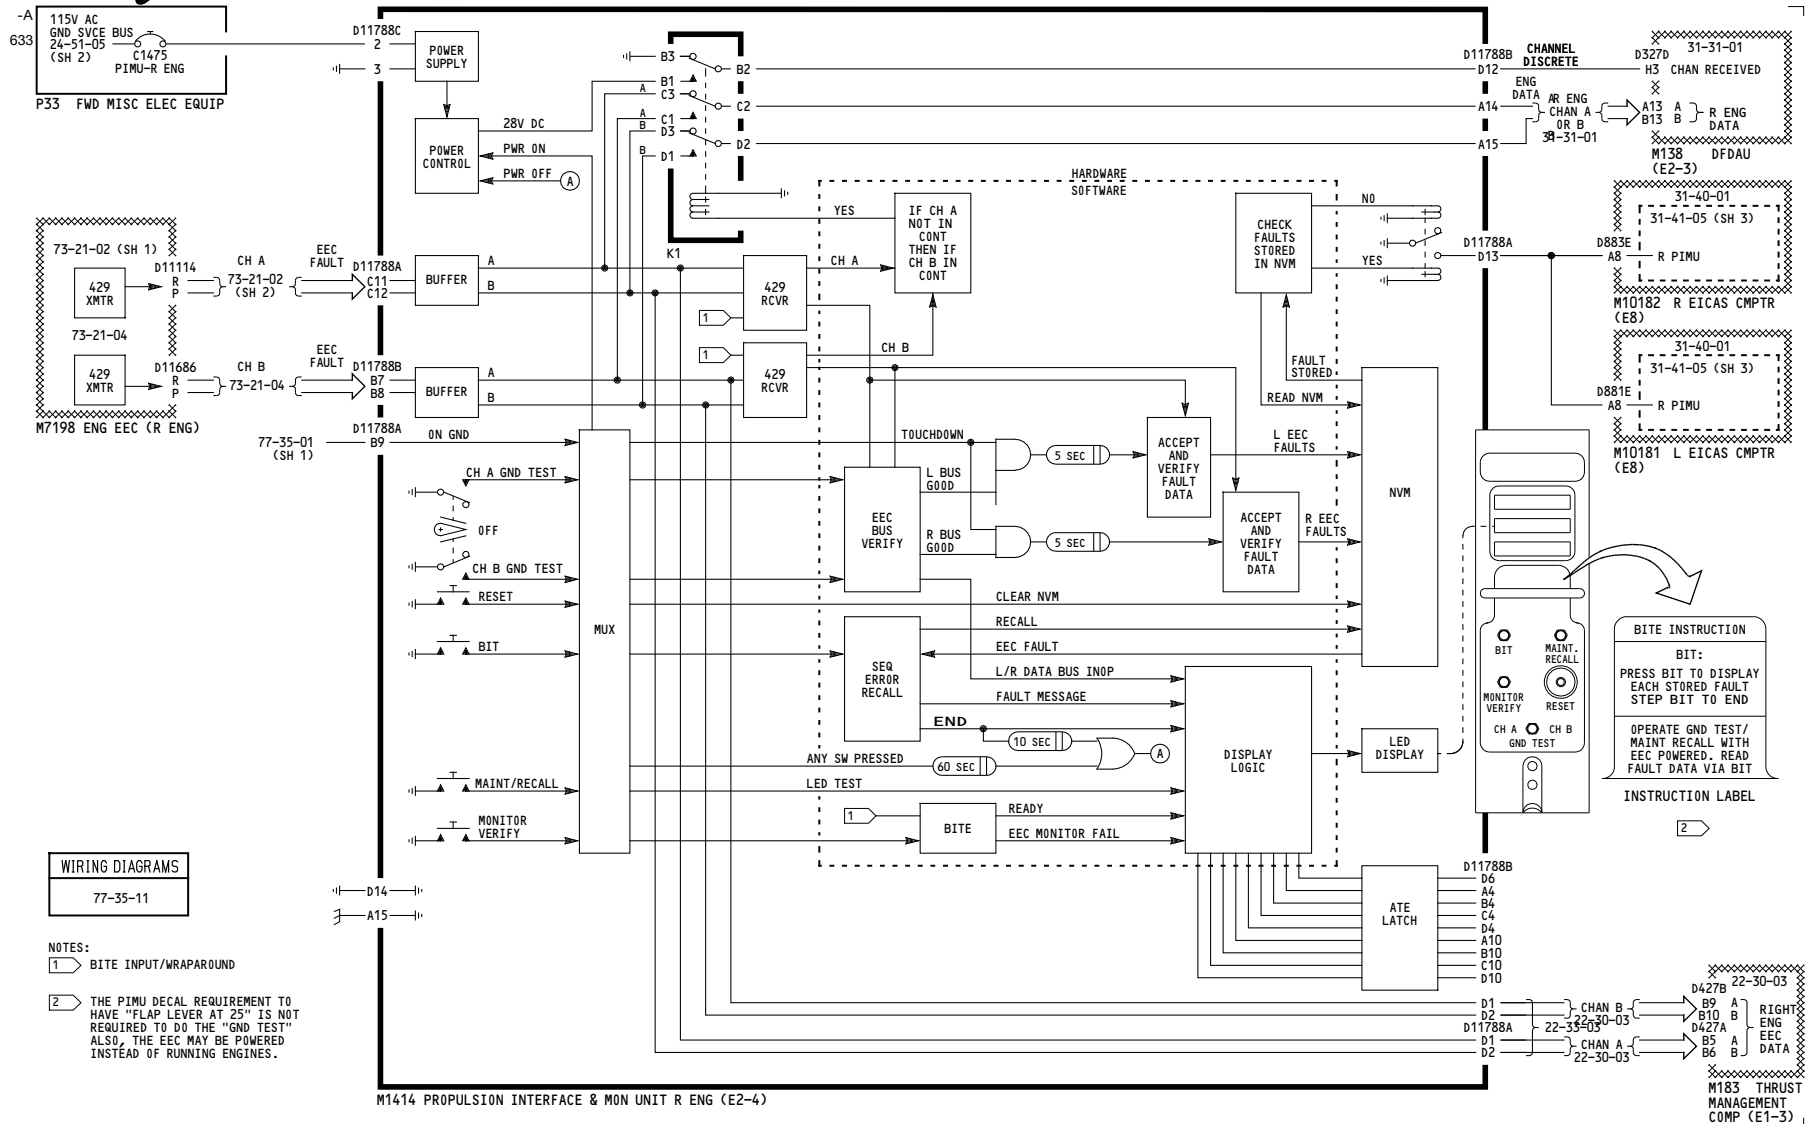 -A
633
115V AC
GND SVCE BUS
24-51-05
(SH 2)
C1475
PIMU-R ENG
P33 FWD MISC ELEC EQUIP
D11788C
2
3
POWER
SUPPLY
POWER
CONTROL
28V DC
PWR ON
PWR OFF
A
B3
B1
A
C3
A
C1
B
D3
B
D1
B2
C2
D2
K1
D11788B
D12
A14
A15
CHANNEL
DISCRETE
ENG
DATA
R ENG
CHAN A
OR B
31-31-01
D327D
H3
A13 A
B13 B
31-31-01
CHAN RECEIVED
R ENG
DATA
M138 DFDAU
(E2-3)
HARDWARE
SOFTWARE
73-21-02 (SH 1)
429
XMTR
73-21-04
429
XMTR
D11114
R
P
CH A
73-21-02
(SH 2)
EEC
FAULT
D11788A
C11
C12
BUFFER
A
B
D11686
R
P
CH B
73-21-04
EEC
FAULT
D11788B
B7
B8
BUFFER
A
B
M7198 ENG EEC (R ENG)
429
RCVR
1
429
RCVR
1
YES
CH A
CH B
IF CH A
NOT IN
CONT
THEN IF
CH B IN
CONT
CHECK
FAULTS
STORED
IN NVM
NO
YES
D11788A
D13
31-40-01
31-41-05 (SH 3)
D883E
A8
R PIMU
M10182 R EICAS CMPTR
(E8)
31-40-01
31-41-05 (SH 3)
D881E
A8
R PIMU
M10181 L EICAS CMPTR
(E8)
77-35-01
(SH 1)
D11788A
B9
ON GND
CH A GND TEST
OFF
CH B GND TEST
RESET
BIT
MAINT/RECALL
MONITOR
VERIFY
MUX
TOUCHDOWN
L BUS
GOOD
R BUS
GOOD
EEC
BUS
VERIFY
5 SEC
5 SEC
ACCEPT
AND
VERIFY
FAULT
DATA
ACCEPT
AND
VERIFY
FAULT
DATA
FAULT
STORED
READ NVM
L EEC
FAULTS
R EEC
FAULTS
NVM
CLEAR NVM
RECALL
EEC FAULT
SEQ
ERROR
RECALL
L/R DATA BUS INOP
FAULT MESSAGE
END
10 SEC
ANY SW PRESSED
60 SEC
A
LED TEST
1
BITE
READY
EEC MONITOR FAIL
DISPLAY
LOGIC
LED
DISPLAY
BIT
MAINT.
RECALL
MONITOR
VERIFY
RESET
CH A
CH B
GND TEST
BITE INSTRUCTION
BIT:
PRESS BIT TO DISPLAY
EACH STORED FAULT
STEP BIT TO END
OPERATE GND TEST/
MAINT RECALL WITH
EEC POWERED. READ
FAULT DATA VIA BIT
INSTRUCTION LABEL
2
WIRING DIAGRAMS
77-35-11
D14
A15
ATE
LATCH
D11788B
D6
A4
B4
C4
D4
A10
B10
C10
D10
D1
D2
D11788A
D1
D2
22-33-03
CHAN B
22-30-03
CHAN A
22-30-03
22-30-03
D427B
B9 A
B10 B
D427A
B5 A
B6 B
RIGHT
ENG
EEC
DATA
M183 THRUST
MANAGEMENT
COMP (E1-3)
NOTES:
1 BITE INPUT/WRAPAROUND
2 THE PIMU DECAL REQUIREMENT TO
HAVE "FLAP LEVER AT 25" IS NOT
REQUIRED TO DO THE "GND TEST"
ALSO, THE EEC MAY BE POWERED
INSTEAD OF RUNNING ENGINES.
M1414 PROPULSION INTERFACE & MON UNIT R ENG (E2-4)